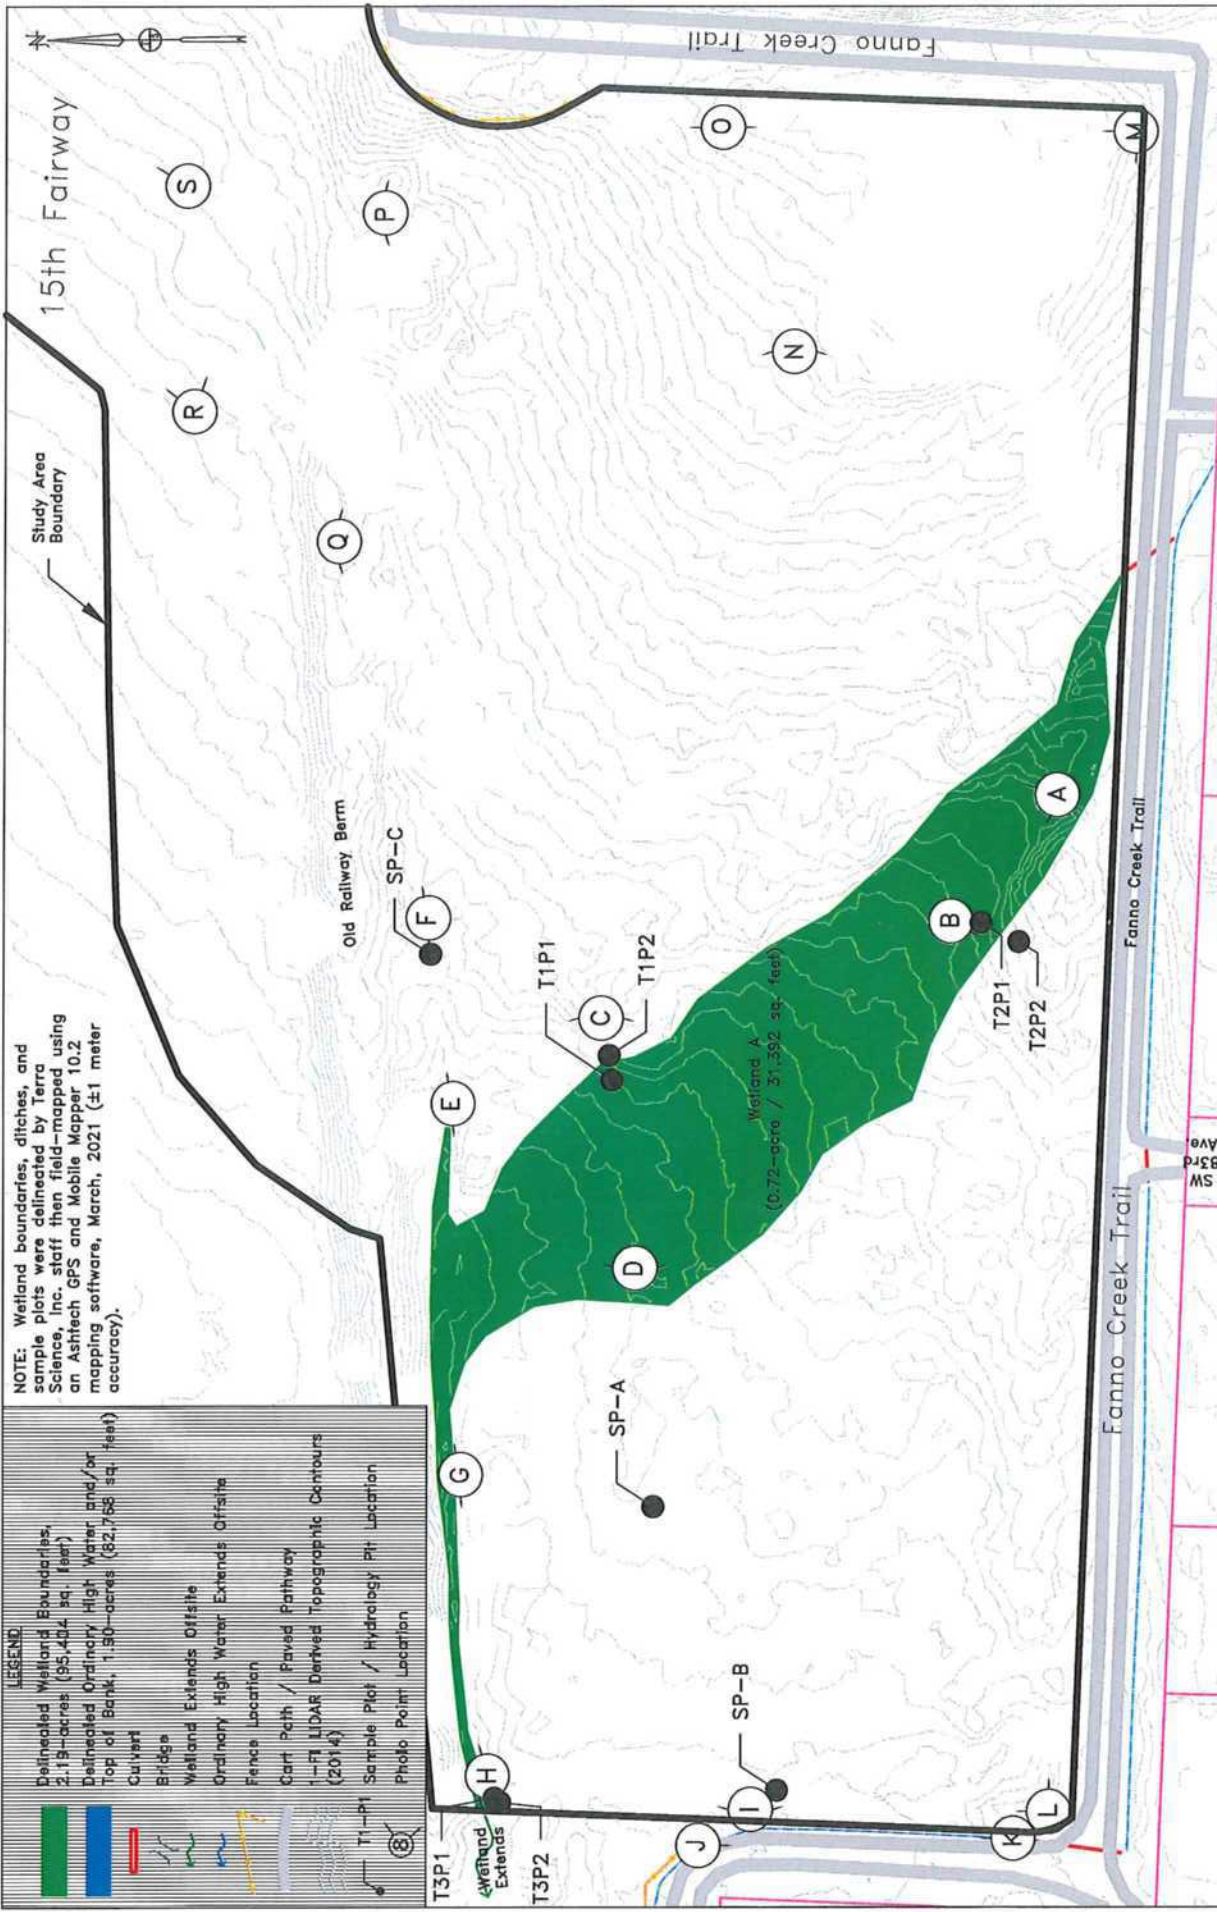 LEGEND
Delineated Wetland Boundaries,
2.19-acres (95,404 sq. feet)
Delineated Ordinary High Water and/or
Top of Bank, 1.90-acres (82,768 sq. feet)
Culvert
Bridge
Wetland Extends Offsite
Ordinary High Water Extends Offsite
Fence Location
Cart Path / Paved Pathway
1-Ft LIDAR Derived Topographic Contours
(2014)
T1-P1
Sample Plot / Hydrology Pit Location
8
Photo Point Location
NOTE: Wetland boundaries, ditches, and
sample plots were delineated by Terra
Science, Inc. staff then field-mapped using
an Ashtech GPS and Mobile Mapper 10.2
mapping software, March, 2021 (±1 meter
accuracy).
Study Area
Boundary
15th Fairway
N
S
R
P
Q
Old Railway Berm
SP-C
F
E
G
H
T3P1
Wetland
Extends
T3P2
T1P1
C
T1P2
D
SP-A
O
N
Wetland A
(0.72-acre / 31,392 sq. feet)
SP-B
I
J
B
A
T2P1
T2P2
K
L
M
Fanno Creek Trail
Fanno Creek Trail
Fanno Creek Trail
SW
83rd
Ave.